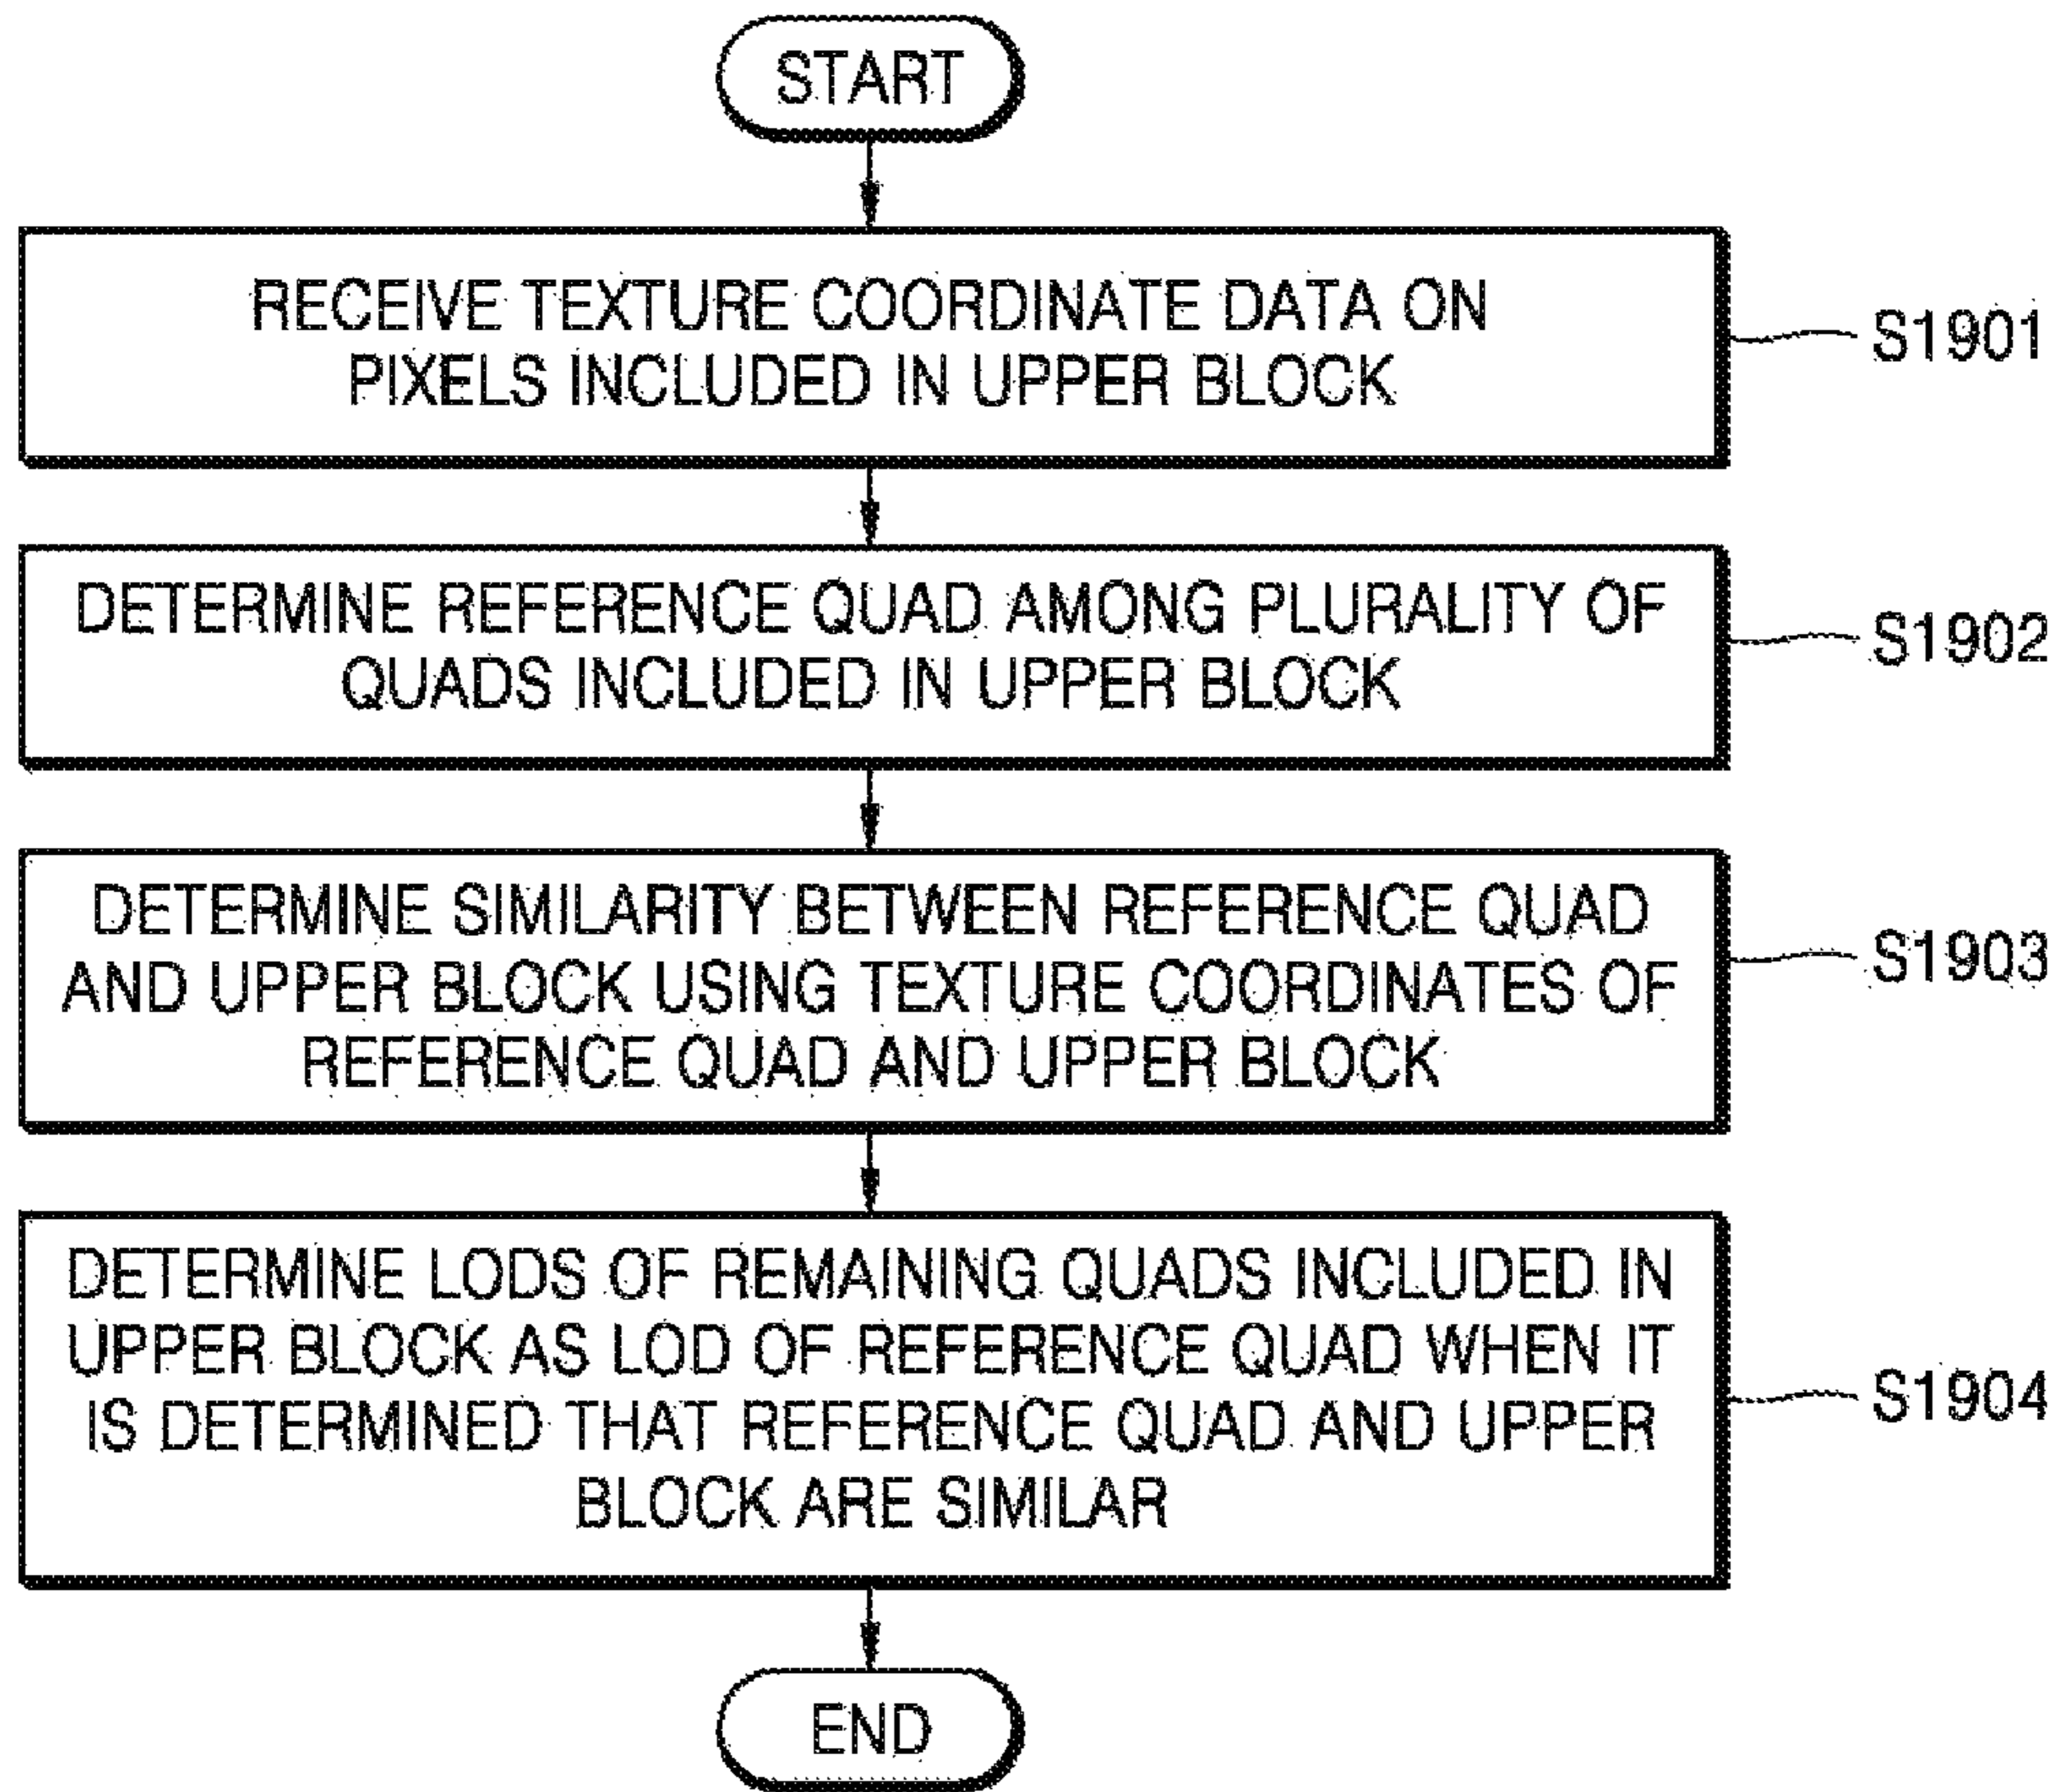 START
RECEIVE TEXTURE COORDINATE DATA ON
PIXELS INCLUDED IN UPPER BLOCK
S1901
DETERMINE REFERENCE QUAD AMONG PLURALITY OF
QUADS INCLUDED IN UPPER BLOCK
S1902
DETERMINE SIMILARITY BETWEEN REFERENCE QUAD
AND UPPER BLOCK USING TEXTURE COORDINATES OF
REFERENCE QUAD AND UPPER BLOCK
S1903
DETERMINE LODS OF REMAINING QUADS INCLUDED IN
UPPER BLOCK AS LOD OF REFERENCE QUAD WHEN IT
IS DETERMINED THAT REFERENCE QUAD AND UPPER
BLOCK ARE SIMILAR
S1904
END